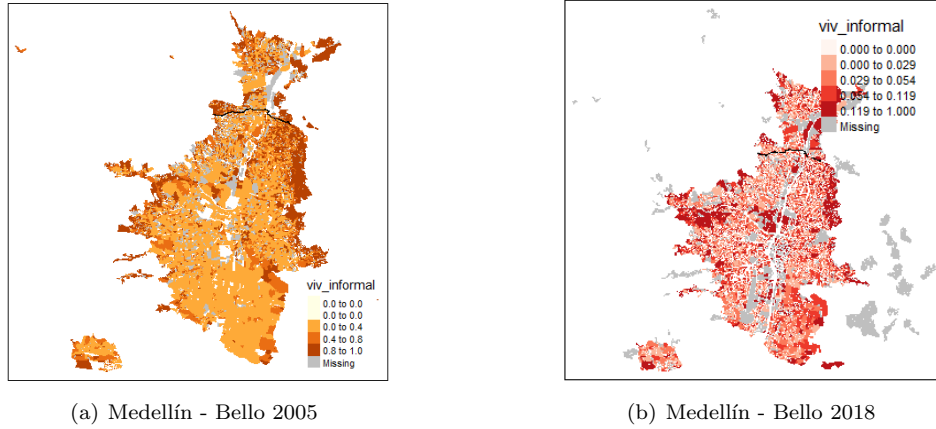 viv_informal
0.0 to 0.0
0.0 to 0.0
0.0 to 0.4
0.4 to 0.8
0.8 to 1.0
Missing
(a) Medellín - Bello 2005
viv_informal
0.000 to 0.000
0.000 to 0.029
0.029 to 0.054
0.054 to 0.119
0.119 to 1.000
Missing
(b) Medellín - Bello 2018